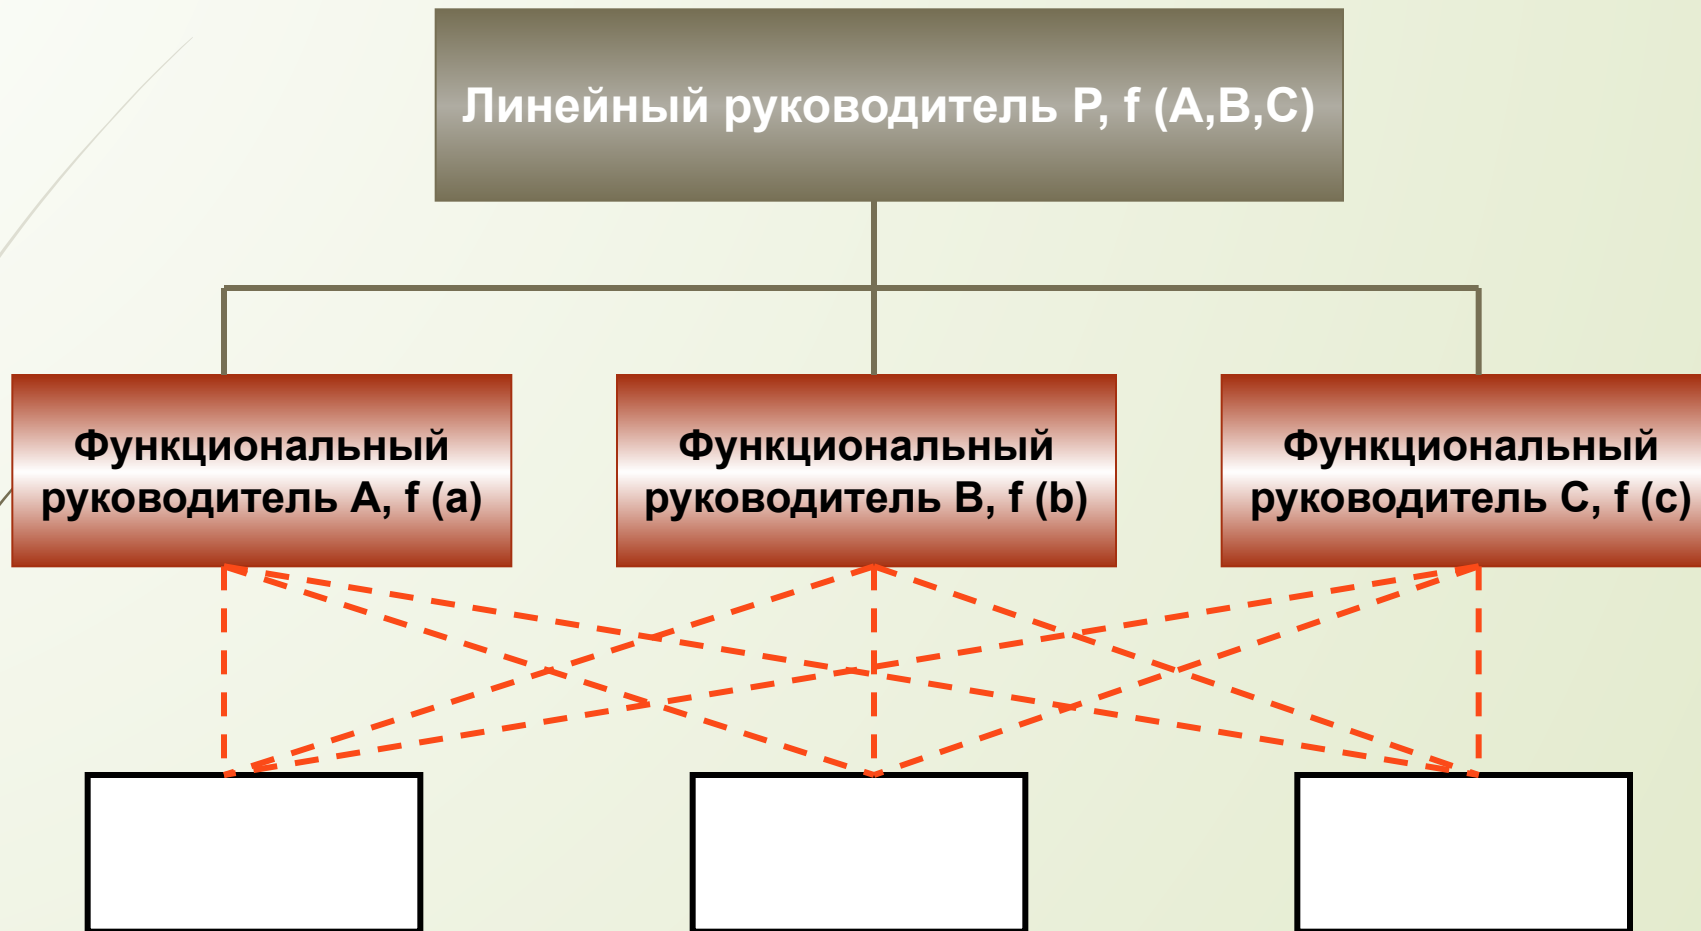 Линейный руководитель P, f (A,B,C)
Функциональный
руководитель A, f (a)
Функциональный
руководитель B, f (b)
Функциональный
руководитель C, f (c)